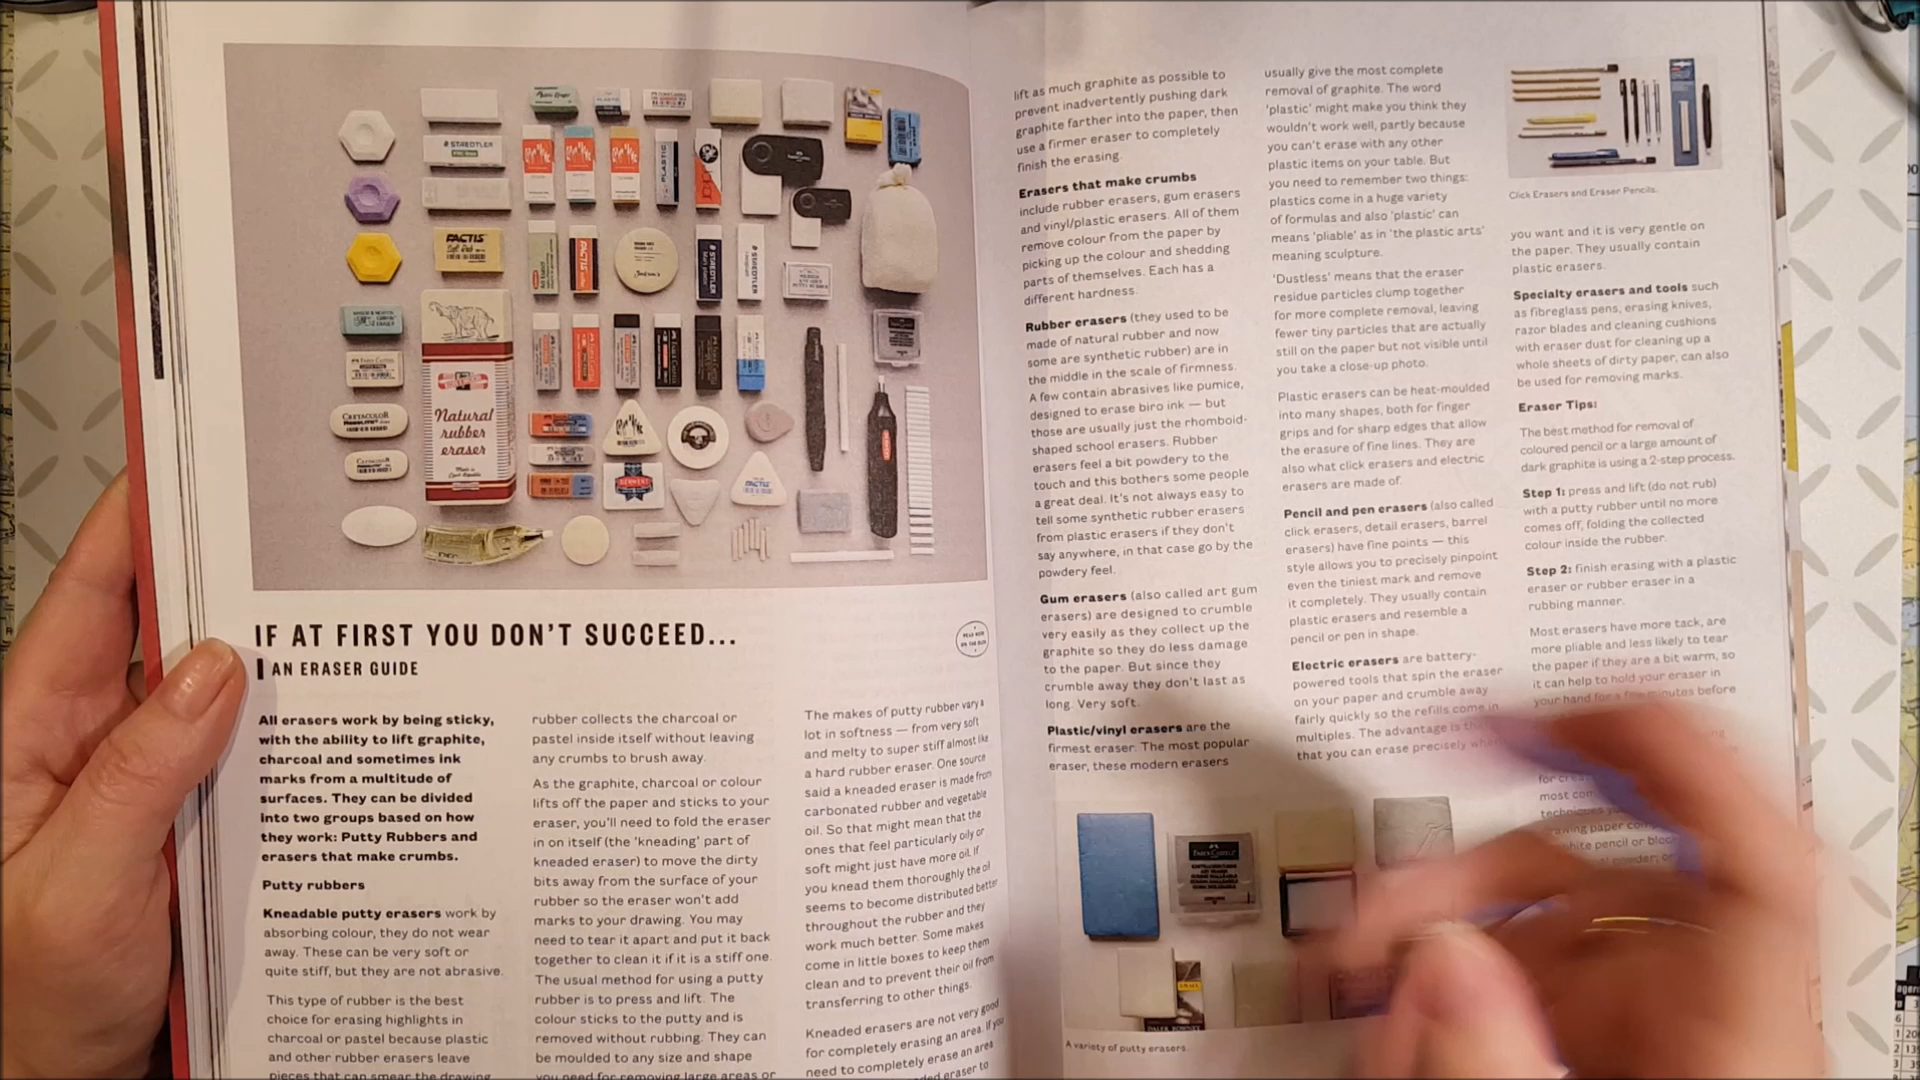 STAEDTLER
PLASTIC
FACTIS
Soft Rub
FACTIS
STAEDTLER
STAEDTLER
Natural
rubber
eraser
CRETACOLOR
DERWENT
FACTIS
IF AT FIRST YOU DON'T SUCCEED...
AN ERASER GUIDE
All erasers work by being sticky,
with the ability to lift graphite,
charcoal and sometimes ink
marks from a multitude of
surfaces. They can be divided
into two groups based on how
they work: Putty Rubbers and
erasers that make crumbs.
Putty rubbers
Kneadable putty erasers work by
absorbing colour, they do not wear
away. These can be very soft or
quite stiff, but they are not abrasive.
This type of rubber is the best
choice for erasing highlights in
charcoal or pastel because plastic
and other rubber erasers leave
pieces that can smear the drawing
rubber collects the charcoal or
pastel inside itself without leaving
any crumbs to brush away.
As the graphite, charcoal or colour
lifts off the paper and sticks to your
eraser, you'll need to fold the eraser
in on itself (the 'kneading' part of
kneaded eraser) to move the dirty
bits away from the surface of your
rubber so the eraser won't add
marks to your drawing. You may
need to tear it apart and put it back
together to clean it if it is a stiff one.
The usual method for using a putty
rubber is to press and lift. The
colour sticks to the putty and is
removed without rubbing. They can
be moulded to any size and shape
you need for removing large areas or
The makes of putty rubber vary a
lot in softness — from very soft
and melty to super stiff almost like
a hard rubber eraser. One source
said a kneaded eraser is made from
carbonated rubber and vegetable
oil. So that might mean that the
ones that feel particularly oily or
soft might just have more oil. If
you knead them thoroughly the oil
seems to become distributed better
throughout the rubber and they
work much better. Some makes
come in little boxes to keep them
clean and to prevent their oil from
transferring to other things.
Kneaded erasers are not very good
for completely erasing an area. If you
need to completely erase an area
eraser to
lift as much graphite as possible to
prevent inadvertently pushing dark
graphite farther into the paper, then
use a firmer eraser to completely
finish the erasing.
Erasers that make crumbs
include rubber erasers, gum erasers
and vinyl/plastic erasers. All of them
remove colour from the paper by
picking up the colour and shedding
parts of themselves. Each has a
different hardness.
Rubber erasers (they used to be
made of natural rubber and now
some are synthetic rubber) are in
the middle in the scale of firmness.
A few contain abrasives like pumice,
designed to erase biro ink — but
those are usually just the rhomboid-
shaped school erasers. Rubber
erasers feel a bit powdery to the
touch and this bothers some people
a great deal. It's not always easy to
tell some synthetic rubber erasers
from plastic erasers if they don't
say anywhere, in that case go by the
powdery feel.
Gum erasers (also called art gum
erasers) are designed to crumble
very easily as they collect up the
graphite so they do less damage
to the paper. But since they
crumble away they don't last as
long. Very soft.
Plastic/vinyl erasers are the
firmest eraser. The most popular
eraser, these modern erasers
FABER-CASTELL
DALER ROWNEY
A variety of putty erasers.
usually give the most complete
removal of graphite. The word
'plastic' might make you think they
wouldn't work well, partly because
you can't erase with any other
plastic items on your table. But
you need to remember two things:
plastics come in a huge variety
of formulas and also 'plastic' can
means 'pliable' as in 'the plastic arts'
meaning sculpture.
'Dustless' means that the eraser
residue particles clump together
for more complete removal, leaving
fewer tiny particles that are actually
still on the paper but not visible until
you take a close-up photo.
Plastic erasers can be heat-moulded
into many shapes, both for finger
grips and for sharp edges that allow
the erasure of fine lines. They are
also what click erasers and electric
erasers are made of.
Pencil and pen erasers (also called
click erasers, detail erasers, barrel
erasers) have fine points — this
style allows you to precisely pinpoint
even the tiniest mark and remove
it completely. They usually contain
plastic erasers and resemble a
pencil or pen in shape.
Electric erasers are battery-
powered tools that spin the eraser
on your paper and crumble away
fairly quickly so the refills come in
multiples. The advantage is
that you can erase precisely
Click Erasers and Eraser Pencils.
you want and it is very gentle on
the paper. They usually contain
plastic erasers.
Specialty erasers and tools such
as fibreglass pens, erasing knives,
razor blades and cleaning cushions
with eraser dust for cleaning up a
whole sheets of dirty paper, can also
be used for removing marks.
Eraser Tips:
The best method for removal of
coloured pencil or a large amount of
dark graphite is using a 2-step process.
Step 1: press and lift (do not rub)
with a putty rubber until no more
comes off, folding the collected
colour inside the rubber.
Step 2: finish erasing with a plastic
eraser or rubber eraser in a
rubbing manner.
Most erasers have more tack, are
more pliable and less likely to tear
the paper if they are a bit warm, so
it can help to hold your eraser in
your hand for a few minutes before
most